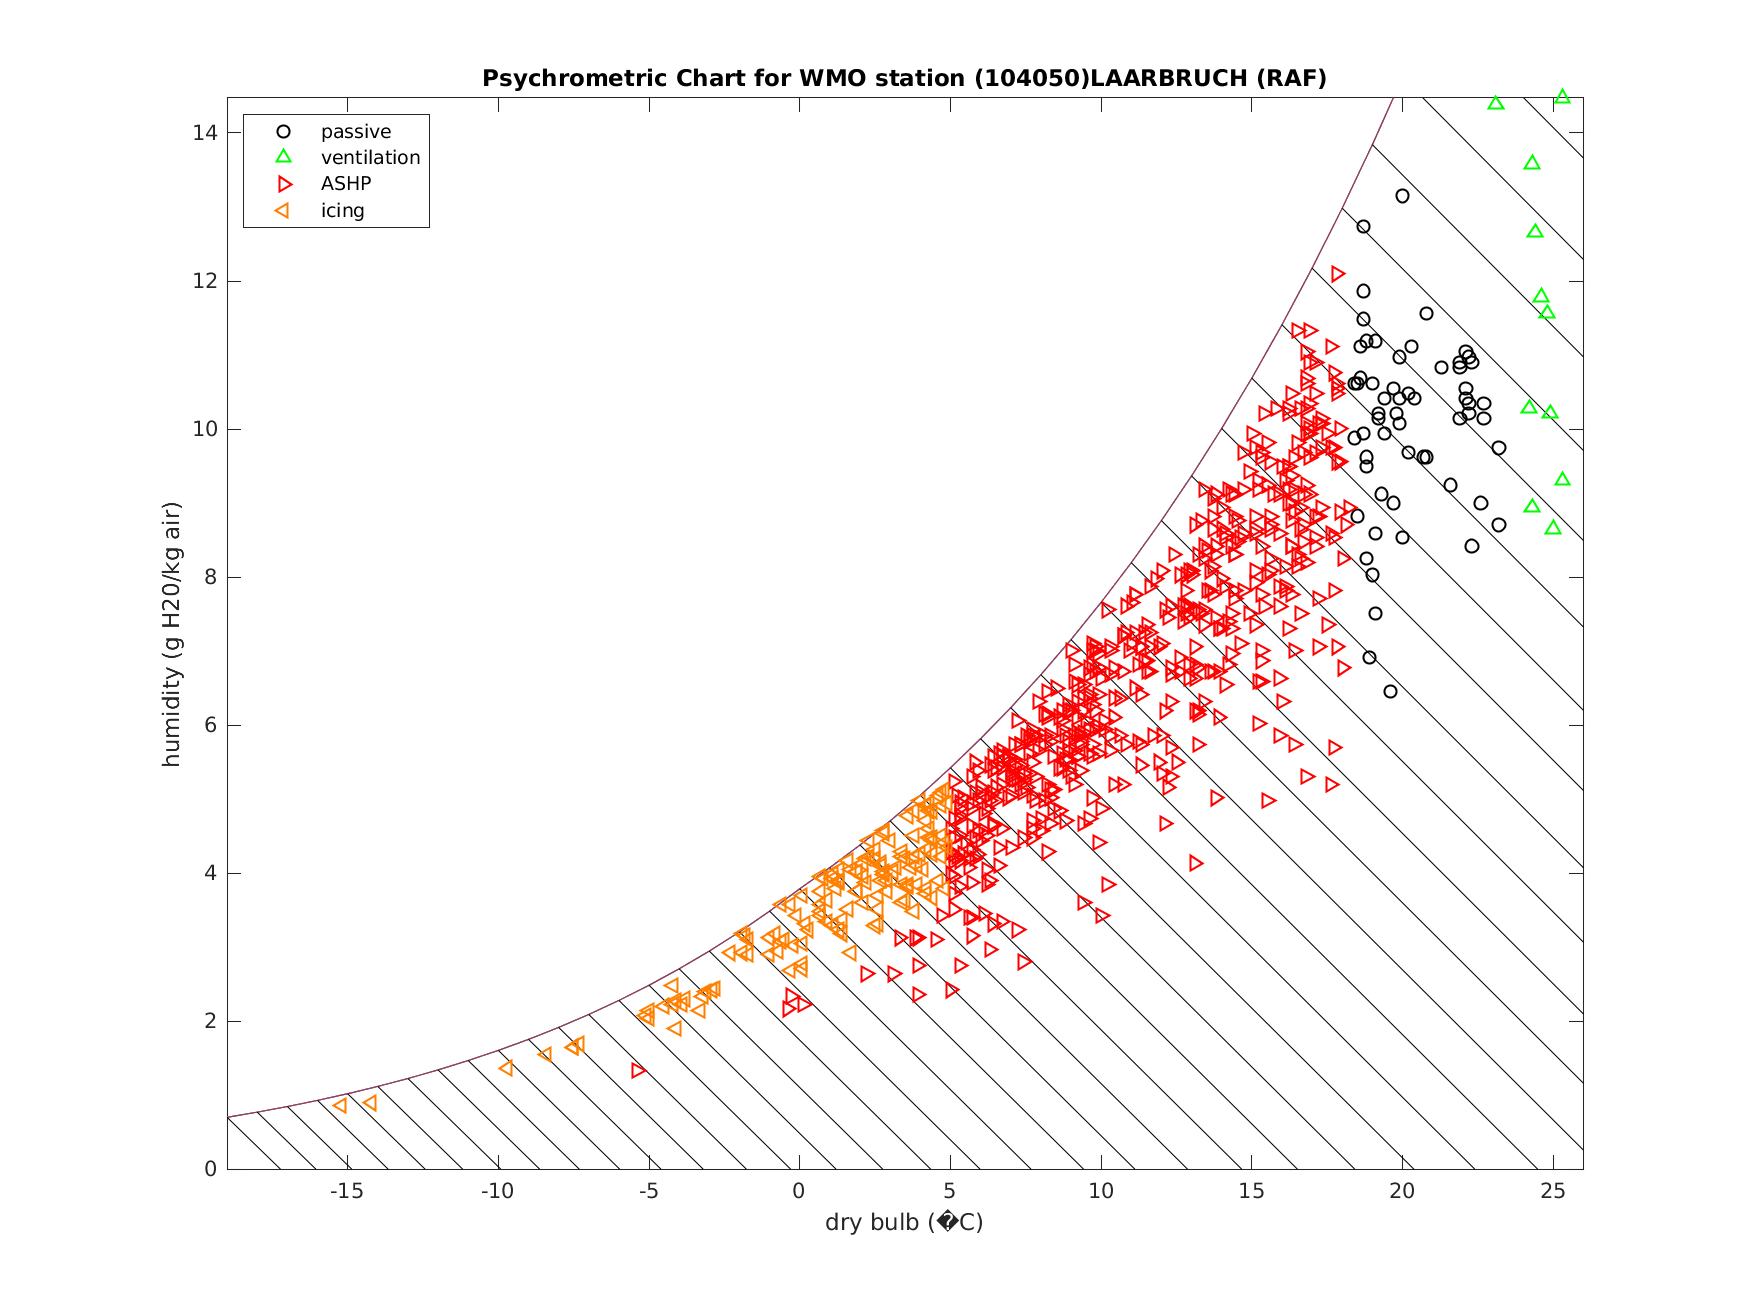 Psychrometric Chart for WMO station (104050)LAARBRUCH (RAF)
passive
ventilation
ASHP
icing
humidity (g H20/kg air)
14
12
10
8
6
4
2
0
-15 -10 -5 0 5 10 15 20 25
dry bulb (�C)